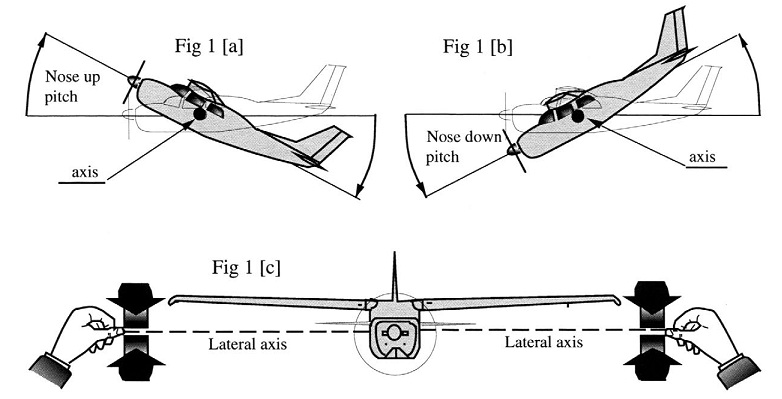 Fig 1 [a]
Nose up
pitch
axis
Fig 1 [b]
Nose down
pitch
axis
Fig 1 [c]
Lateral axis
Lateral axis